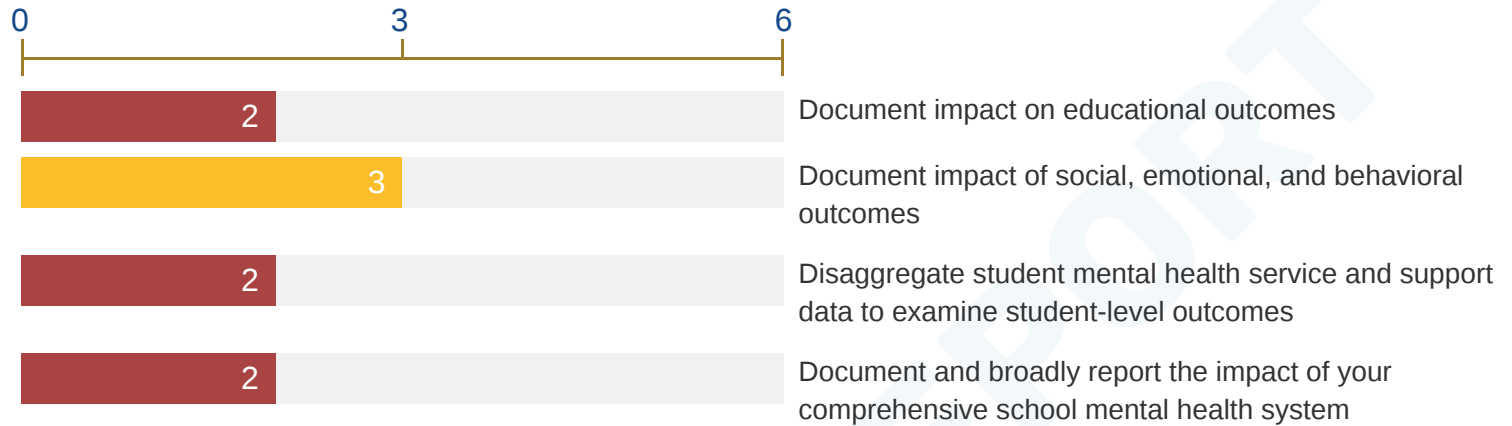 0 3 6
2 Document impact on educational outcomes
3 Document impact of social, emotional, and behavioral
outcomes
2 Disaggregate student mental health service and support
data to examine student-level outcomes
2 Document and broadly report the impact of your
comprehensive school mental health system